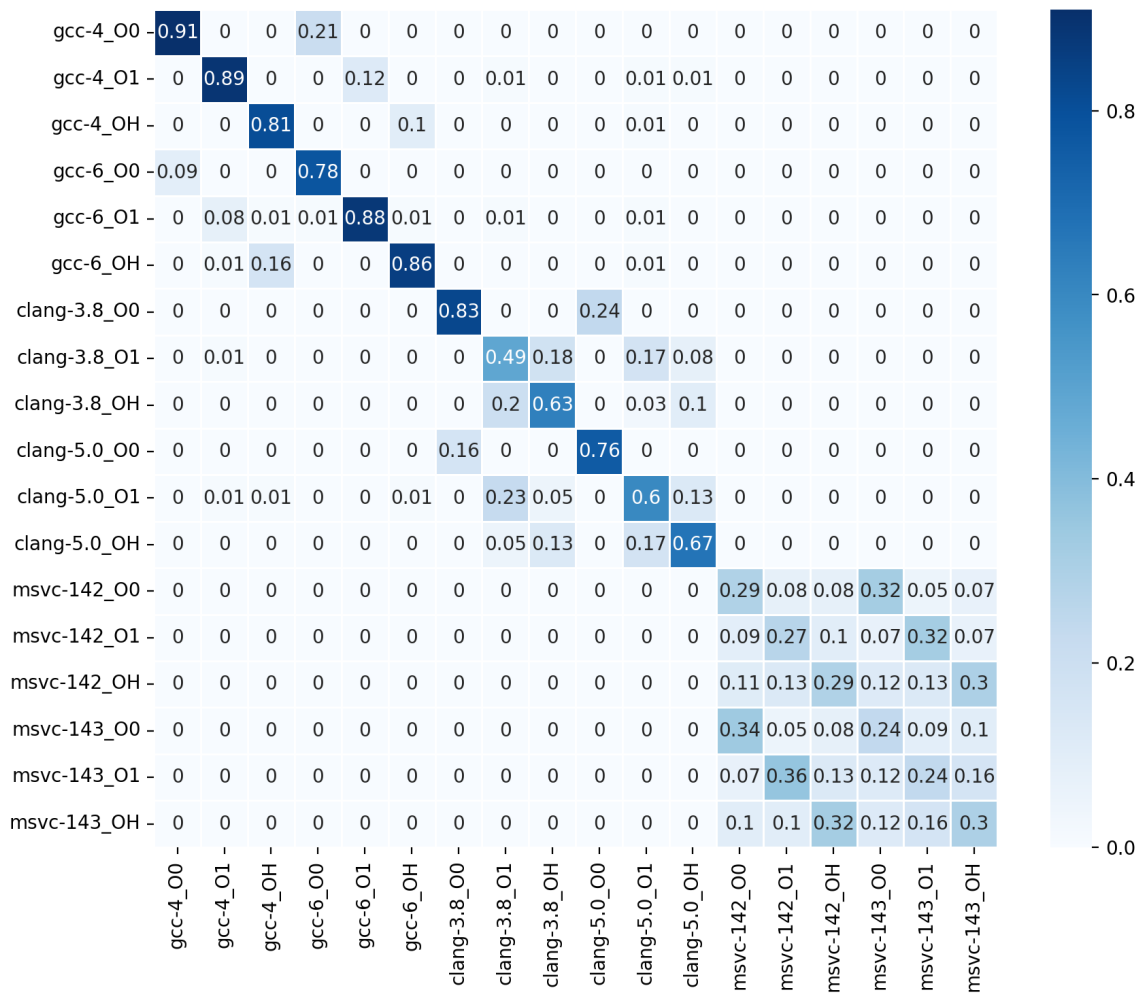 gcc-4_O0 0.91 0 0 0.21 0 0 0 0 0 0 0 0 0 0 0 0 0 0
gcc-4_O1 0 0.89 0 0 0.12 0 0 0.01 0 0 0.01 0.01 0 0 0 0 0 0
gcc-4_OH 0 0 0.81 0 0 0.1 0 0 0 0 0.01 0 0 0 0 0 0 0
gcc-6_O0 0.09 0 0 0.78 0 0 0 0 0 0 0 0 0 0 0 0 0 0
gcc-6_O1 0 0.08 0.01 0.01 0.88 0.01 0 0.01 0 0 0.01 0 0 0 0 0 0 0
gcc-6_OH 0 0.01 0.16 0 0 0.86 0 0 0 0 0.01 0 0 0 0 0 0 0
clang-3.8_O0 0 0 0 0 0 0 0.83 0 0 0.24 0 0 0 0 0 0 0 0
clang-3.8_O1 0 0.01 0 0 0 0 0 0.49 0.18 0 0.17 0.08 0 0 0 0 0 0
clang-3.8_OH 0 0 0 0 0 0 0 0.2 0.63 0 0.03 0.1 0 0 0 0 0 0
clang-5.0_O0 0 0 0 0 0 0 0.16 0 0 0.76 0 0 0 0 0 0 0 0
clang-5.0_O1 0 0.01 0.01 0 0 0.01 0 0.23 0.05 0 0.6 0.13 0 0 0 0 0 0
clang-5.0_OH 0 0 0 0 0 0 0 0.05 0.13 0 0.17 0.67 0 0 0 0 0 0
msvc-142_O0 0 0 0 0 0 0 0 0 0 0 0 0 0.29 0.08 0.08 0.32 0.05 0.07
msvc-142_O1 0 0 0 0 0 0 0 0 0 0 0 0 0.09 0.27 0.1 0.07 0.32 0.07
msvc-142_OH 0 0 0 0 0 0 0 0 0 0 0 0 0.11 0.13 0.29 0.12 0.13 0.3
msvc-143_O0 0 0 0 0 0 0 0 0 0 0 0 0 0.34 0.05 0.08 0.24 0.09 0.1
msvc-143_O1 0 0 0 0 0 0 0 0 0 0 0 0 0.07 0.36 0.13 0.12 0.24 0.16
msvc-143_OH 0 0 0 0 0 0 0 0 0 0 0 0 0.1 0.1 0.32 0.12 0.16 0.3
gcc-4_O0
gcc-4_O1
gcc-4_OH
gcc-6_O0
gcc-6_O1
gcc-6_OH
clang-3.8_O0
clang-3.8_O1
clang-3.8_OH
clang-5.0_O0
clang-5.0_O1
clang-5.0_OH
msvc-142_O0
msvc-142_O1
msvc-142_OH
msvc-143_O0
msvc-143_O1
msvc-143_OH
0.8
0.6
0.4
0.2
0.0